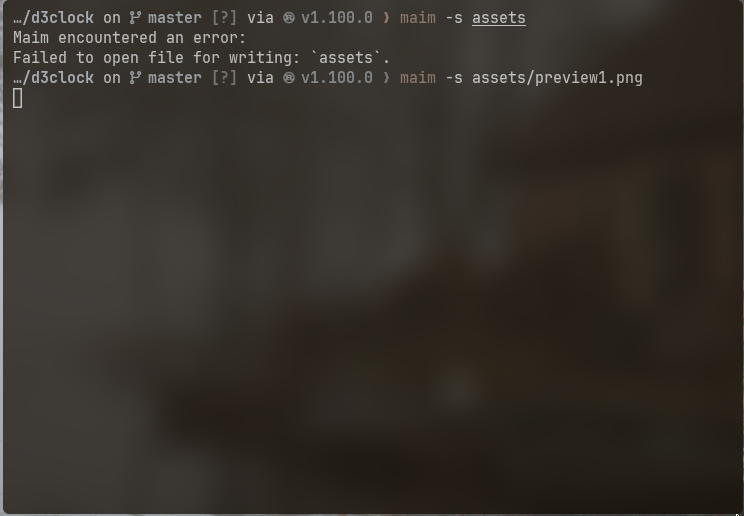 …/d3clock on master [?] via ® v1.100.0 ❯ maim -s assets
Maim encountered an error:
Failed to open file for writing: `assets`.
…/d3clock on master [?] via ® v1.100.0 ❯ maim -s assets/preview1.png